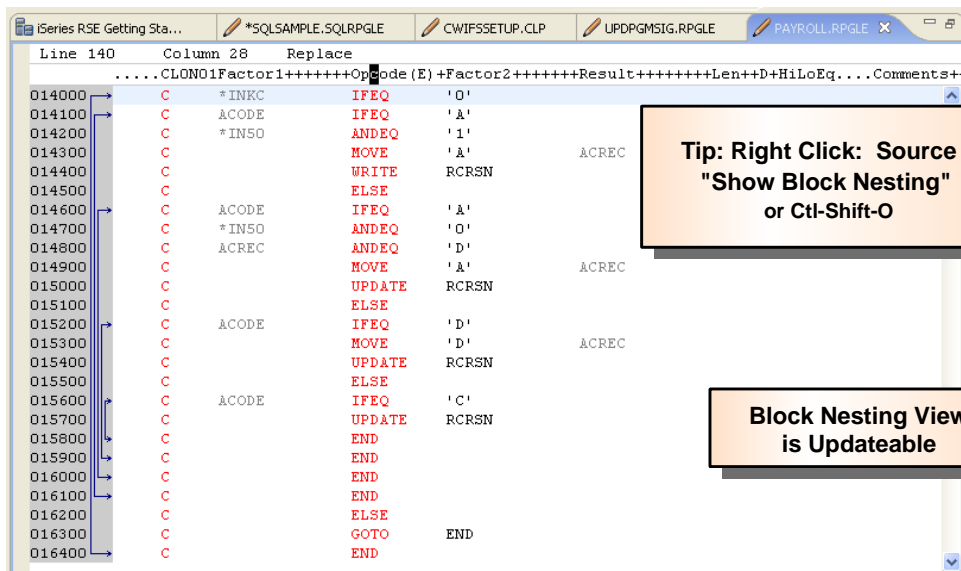 iSeries RSE Getting Sta... *SQLSAMPLE.SQLRPGLE CWIFSSETUP.CLP UPDPGMSIG.RPGLE PAYROLL.RPGLE
Line 140 Column 28 Replace
.....CL0N01Factor1+++++++Opcode(E)+Factor2+++++++Result++++++++Len++D+HiLoEq....Comments+
014000 C *INKC IFEQ '0'
014100 C ACODE IFEQ 'A'
014200 C *IN50 ANDEQ '1'
014300 C MOVE 'A' ACREC
014400 C WRITE RCRSN
014500 C ELSE
014600 C ACODE IFEQ 'A'
014700 C *IN50 ANDEQ '0'
014800 C ACREC ANDEQ 'D'
014900 C MOVE 'A' ACREC
015000 C UPDATE RCRSN
015100 C ELSE
015200 C ACODE IFEQ 'D'
015300 C MOVE 'D' ACREC
015400 C UPDATE RCRSN
015500 C ELSE
015600 C ACODE IFEQ 'C'
015700 C UPDATE RCRSN
015800 C END
015900 C END
016000 C END
016100 C END
016200 C ELSE
016300 C GOTO END
016400 C END
Tip: Right Click: Source
"Show Block Nesting"
or Ctl-Shift-O
Block Nesting View
is Updateable